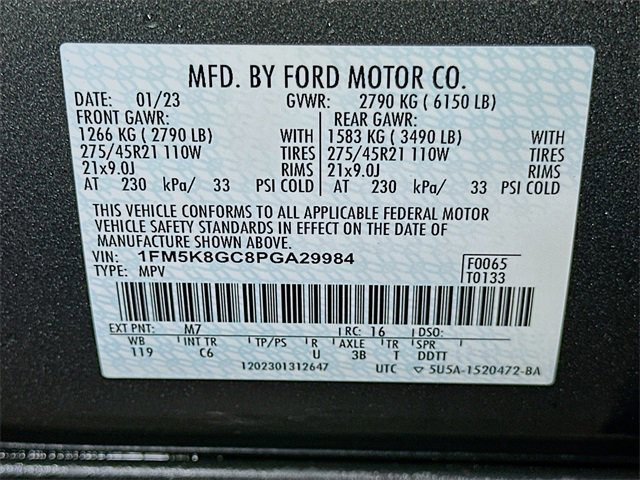 MFD. BY FORD MOTOR CO.
DATE: 01/23 GVWR: 2790 KG ( 6150 LB)
FRONT GAWR: REAR GAWR:
1266 KG ( 2790 LB) WITH 1583 KG ( 3490 LB) WITH
275/45R21 110W TIRES 275/45R21 110W TIRES
21x9.0J RIMS 21x9.0J RIMS
AT 230 kPa/ 33 PSI COLD AT 230 kPa/ 33 PSI COLD
THIS VEHICLE CONFORMS TO ALL APPLICABLE FEDERAL MOTOR
VEHICLE SAFETY STANDARDS IN EFFECT ON THE DATE OF
MANUFACTURE SHOWN ABOVE.
VIN: 1FM5K8GC8PGA29984 F0065
TYPE: MPV T0133
EXT PNT: M7 RC: 16 DSO:
WB INT TR TP/PS R AXLE TR SPR
119 C6 U 3B T DDTT
1202301312647 UTC ▽ 5U5A-1520472-BA